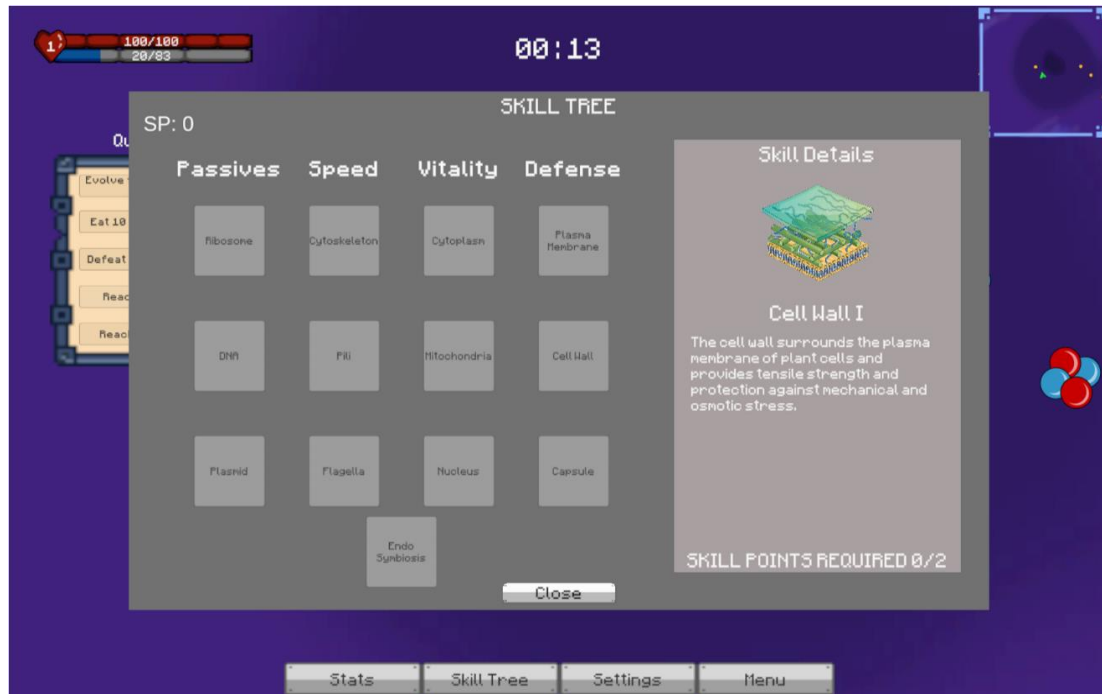 1
100/100
20/83
00:13
SKILL TREE
SP: 0
Qu
Passives Speed Vitality Defense
Skill Details
Evolve
Eat 10
Defeat
Reac
Reac
Ribosome Cytoskeleton Cytoplasm Plasma
Membrane
DNA Pili Mitochondria Cell Wall
Plasmid Flagella Nucleus Capsule
Endo
Symbiosis
Cell Wall I
The cell wall surrounds the plasma
membrane of plant cells and
provides tensile strength and
protection against mechanical and
osmotic stress.
SKILL POINTS REQUIRED 0/2
Close
Stats Skill Tree Settings Menu